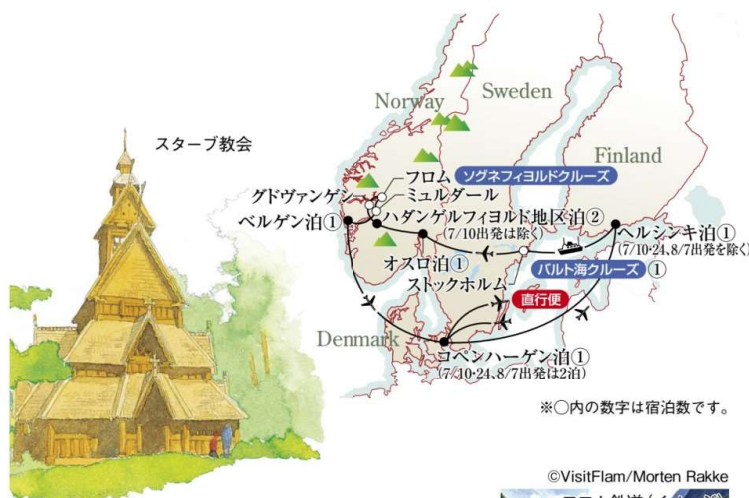 スターブ教会
Norway
Sweden
Finland
フロム ソグネフィヨルドクルーズ
グドヴァンゲン
ミュルダール
ベルゲン泊①
ハダンゲルフィヨルド地区泊②
(7/10出発は除く)
ヘルシンキ泊①
(7/10・24、8/7出発を除く)
オスロ泊①
ストックホルム
バルト海クルーズ ①
直行便
Denmark
コペンハーゲン泊①
(7/10・24、8/7出発は2泊)
※○内の数字は宿泊数です。
©VisitFlam/Morten Rakke